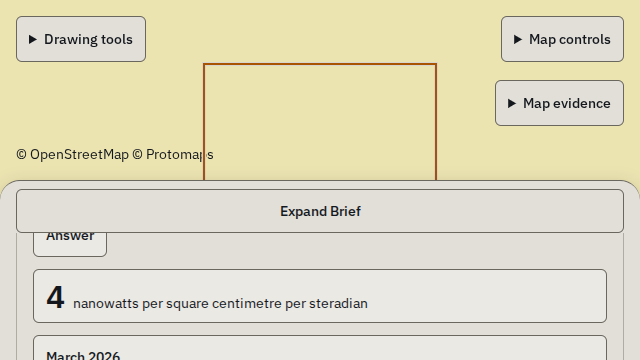 Drawing tools
Map controls
Map evidence
© OpenStreetMap © Protomaps
Expand Brief
Answer
4 nanowatts per square centimetre per steradian
March 2026